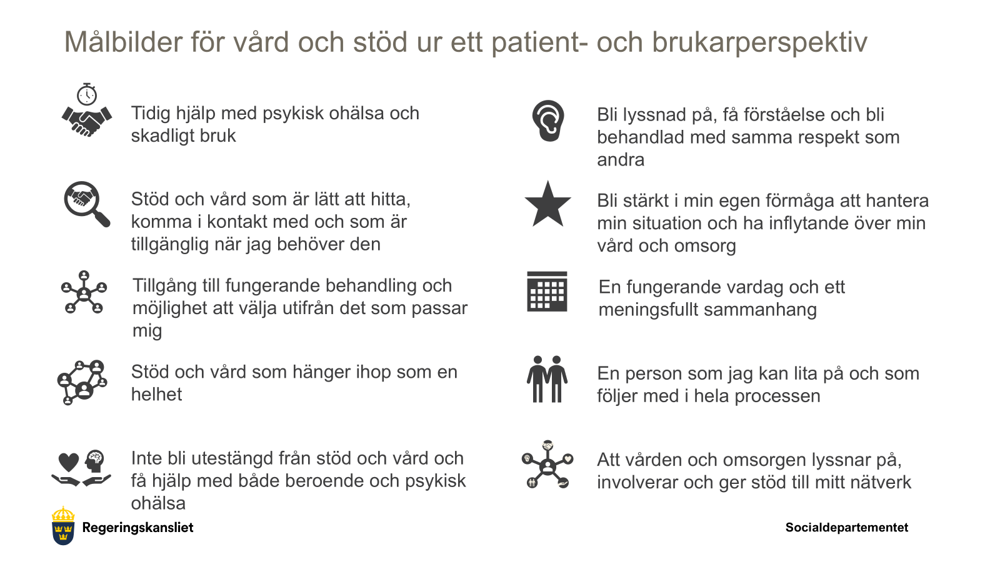 Målbilder för vård och stöd ur ett patient- och brukarperspektiv
Tidig hjälp med psykisk ohälsa och
skadligt bruk
Stöd och vård som är lätt att hitta,
komma i kontakt med och som är
tillgänglig när jag behöver den
Tillgång till fungerande behandling och
möjlighet att välja utifrån det som passar
mig
Stöd och vård som hänger ihop som en
helhet
Inte bli utestängd från stöd och vård och
få hjälp med både beroende och psykisk
ohälsa
Bli lyssnad på, få förståelse och bli
behandlad med samma respekt som
andra
Bli stärkt i min egen förmåga att hantera
min situation och ha inflytande över min
vård och omsorg
En fungerande vardag och ett
meningsfullt sammanhang
En person som jag kan lita på och som
följer med i hela processen
Att vården och omsorgen lyssnar på,
involverar och ger stöd till mitt nätverk
Regeringskansliet
Socialdepartementet